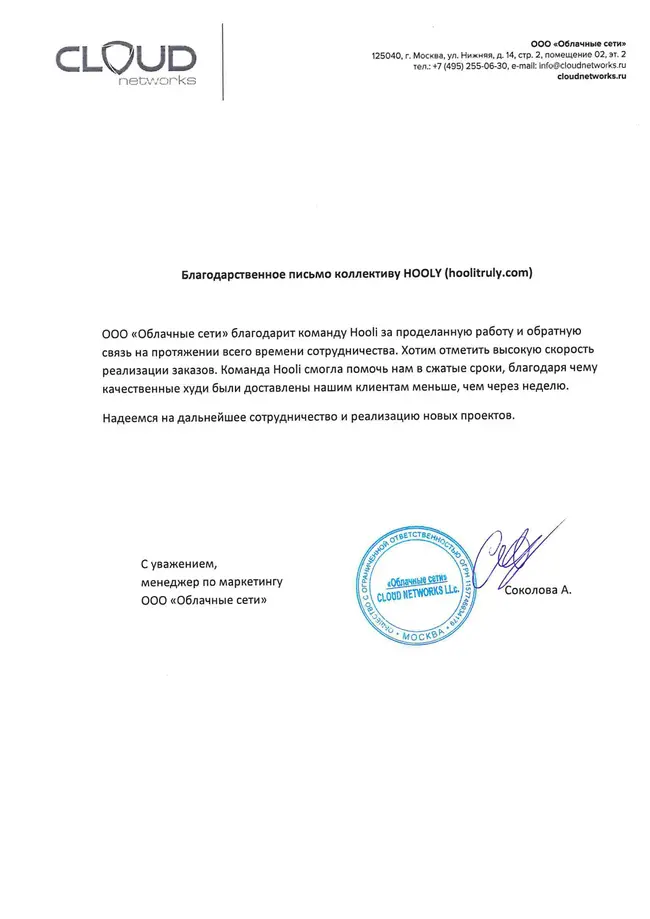 CLOUD
networks
ООО «Облачные сети»
125040, г. Москва, ул. Нижняя, д. 14, стр. 2, помещение 02, эт. 2
тел.: +7 (495) 255-06-30, e-mail: info@cloudnetworks.ru
cloudnetworks.ru
Благодарственное письмо коллективу HOOLY (hoolitruly.com)
ООО «Облачные сети» благодарит команду Hooli за проделанную работу и обратную
связь на протяжении всего времени сотрудничества. Хотим отметить высокую скорость
реализации заказов. Команда Hooli смогла помочь нам в сжатые сроки, благодаря чему
качественные худи были доставлены нашим клиентам меньше, чем через неделю.
Надеемся на дальнейшее сотрудничество и реализацию новых проектов.
С уважением,
менеджер по маркетингу
ООО «Облачные сети»
ОБЩЕСТВО С ОГРАНИЧЕННОЙ ОТВЕТСТВЕННОСТЬЮ ОГРН 1157746934179
«Облачные сети»
CLOUD NETWORKS LLc.
• МОСКВА •
Соколова А.